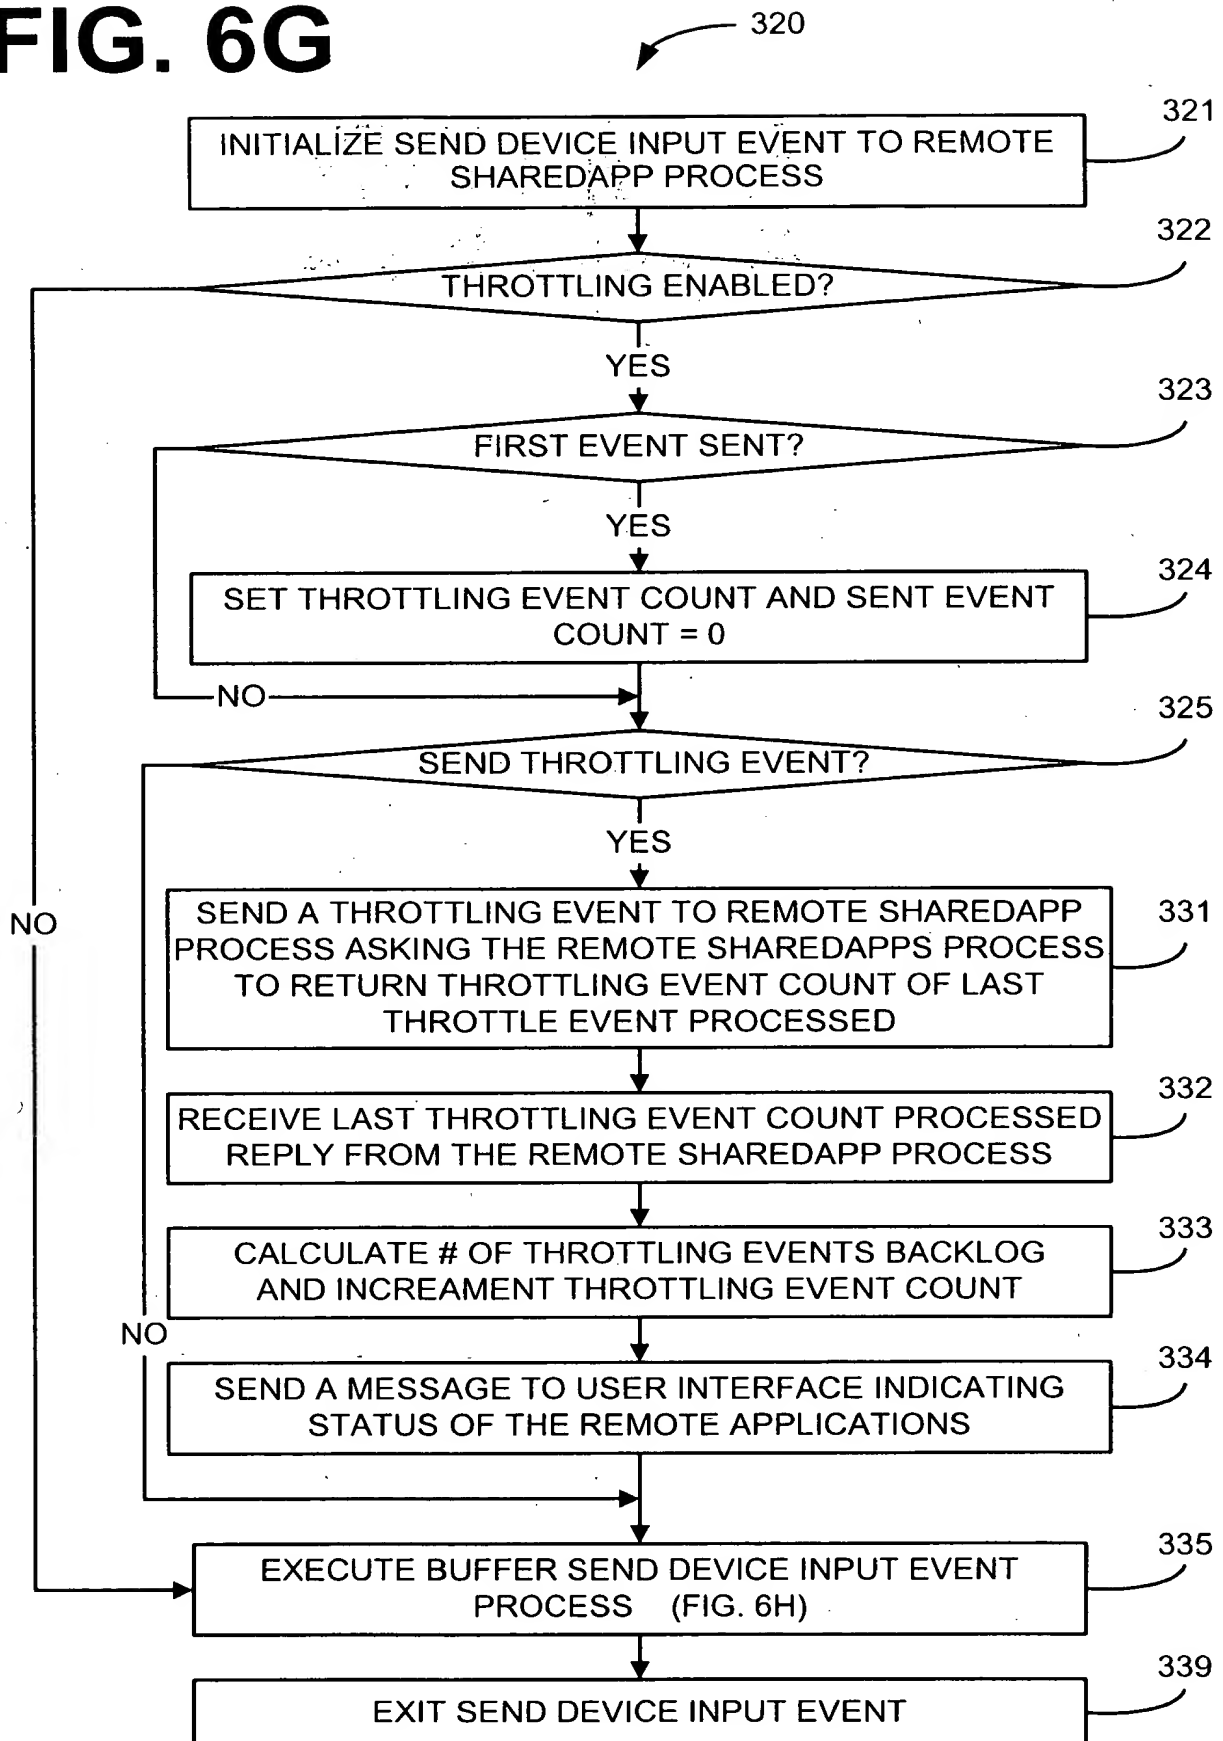 FIG. 6G
320
INITIALIZE SEND DEVICE INPUT EVENT TO REMOTE
SHAREDAPP PROCESS
321
THROTTLING ENABLED?
322
YES
FIRST EVENT SENT?
323
YES
SET THROTTLING EVENT COUNT AND SENT EVENT
COUNT = 0
324
NO
SEND THROTTLING EVENT?
325
YES
NO
SEND A THROTTLING EVENT TO REMOTE SHAREDAPP
PROCESS ASKING THE REMOTE SHAREDAPPS PROCESS
TO RETURN THROTTLING EVENT COUNT OF LAST
THROTTLE EVENT PROCESSED
331
RECEIVE LAST THROTTLING EVENT COUNT PROCESSED
REPLY FROM THE REMOTE SHAREDAPP PROCESS
332
CALCULATE # OF THROTTLING EVENTS BACKLOG
AND INCREAMENT THROTTLING EVENT COUNT
333
NO
SEND A MESSAGE TO USER INTERFACE INDICATING
STATUS OF THE REMOTE APPLICATIONS
334
EXECUTE BUFFER SEND DEVICE INPUT EVENT
PROCESS (FIG. 6H)
335
EXIT SEND DEVICE INPUT EVENT
339